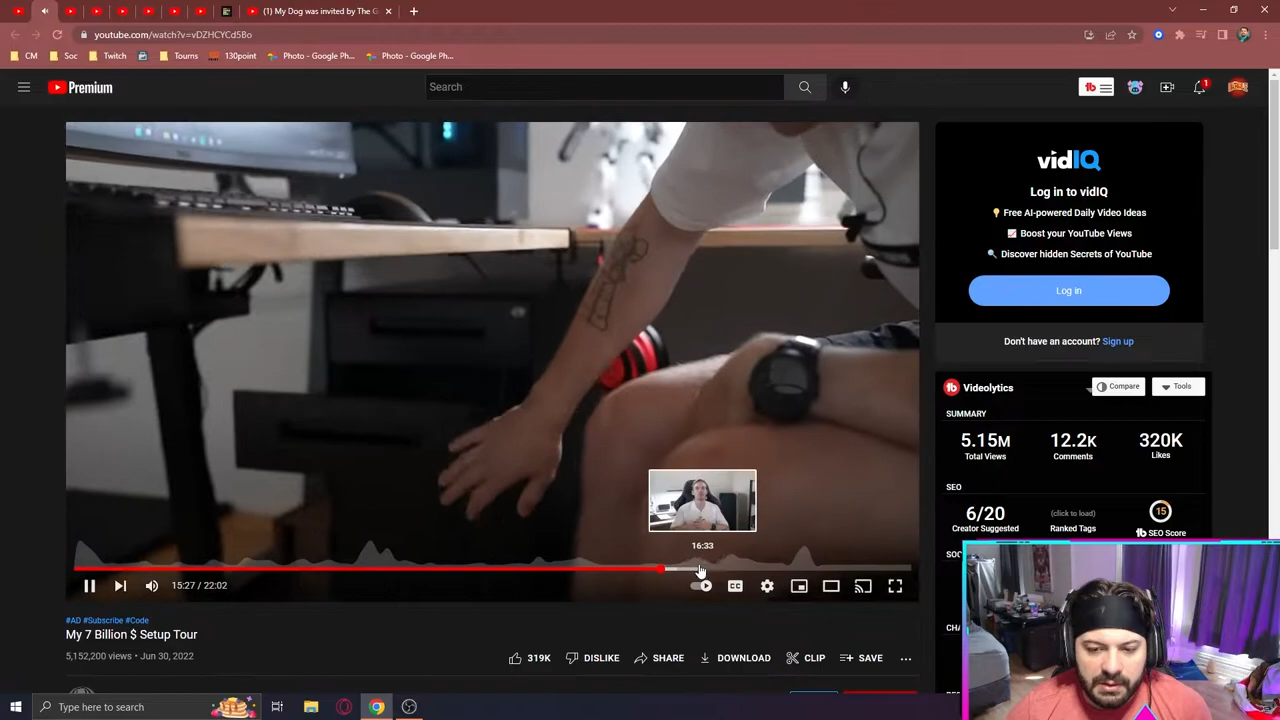 (1) My Dog was invited by The G
youtube.com/watch?v=vDZHCYCd5Bo
CM
Soc
Twitch
Tourns
130point
Photo - Google Ph...
Photo - Google Ph...
Premium
Search
1
vidIQ
Log in to vidIQ
Free AI-powered Daily Video Ideas
Boost your YouTube Views
Discover hidden Secrets of YouTube
Log in
Don't have an account? Sign up
Videolytics
Compare
Tools
SUMMARY
5.15M
12.2K
320K
Total Views
Comments
Likes
SEO
6/20
(click to load)
15
Creator Suggested
Ranked Tags
SEO Score
16:33
15:27 / 22:02
CC
#AD #Subscribe #Code
My 7 Billion $ Setup Tour
5,152,200 views • Jun 30, 2022
319K
DISLIKE
SHARE
DOWNLOAD
CLIP
SAVE
Type here to search